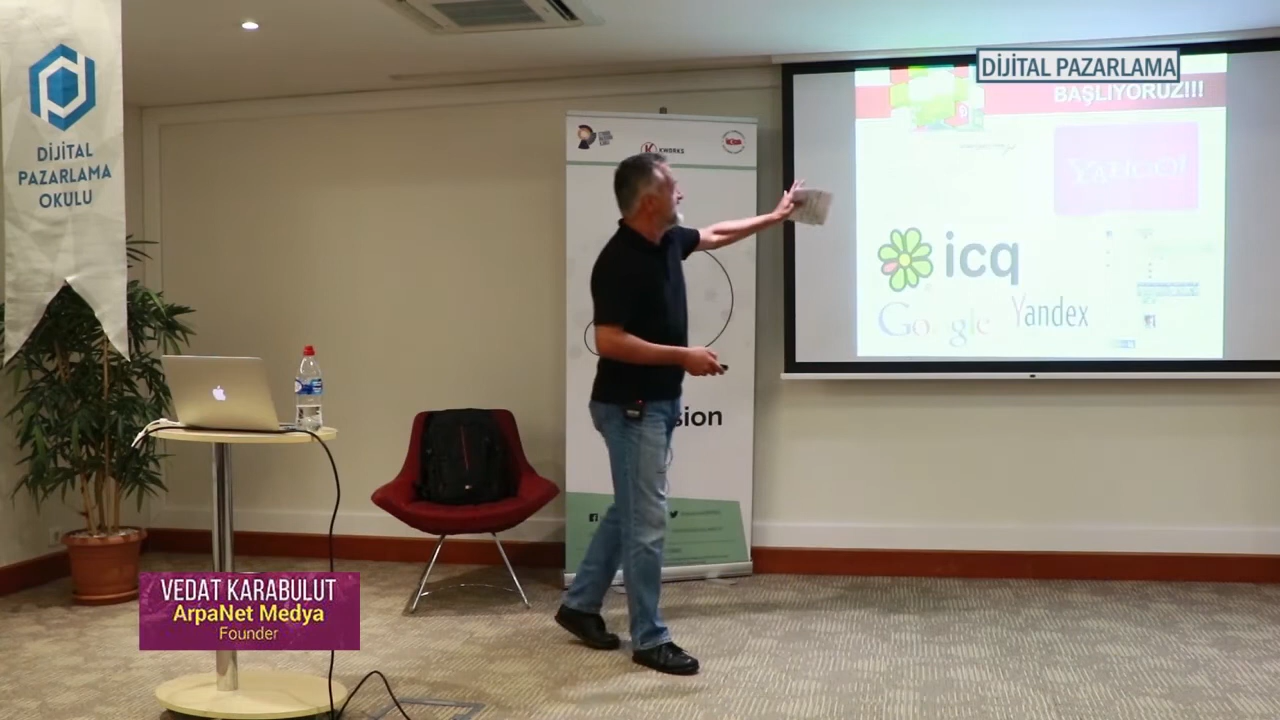 DİJİTAL
PAZARLAMA
OKULU
KWORKS
DİJİTAL PAZARLAMA
BAŞLIYORUZ!!!
YAHOO!
icq
Google
Yandex
sion
VEDAT KARABULUT
ArpaNet Medya
Founder